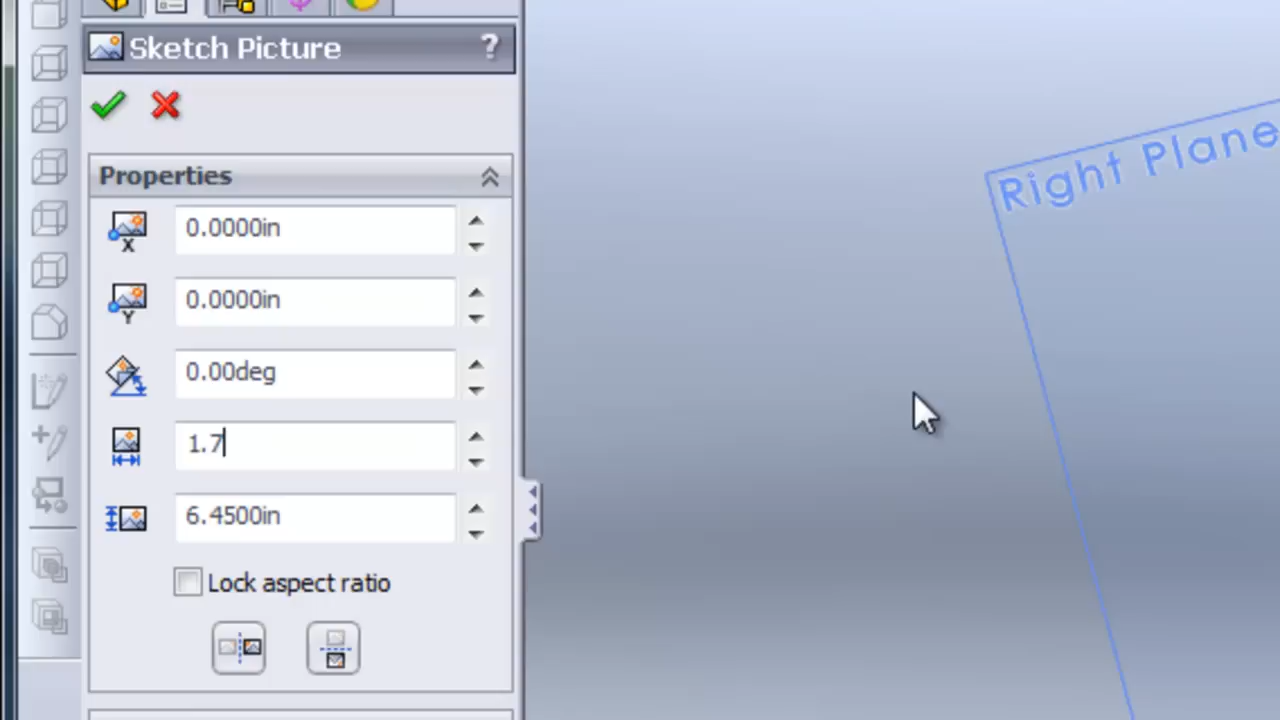 Sketch Picture ?
Properties
X 0.0000in
Y 0.0000in
0.00deg
1.7
6.4500in
Lock aspect ratio
Right Plane